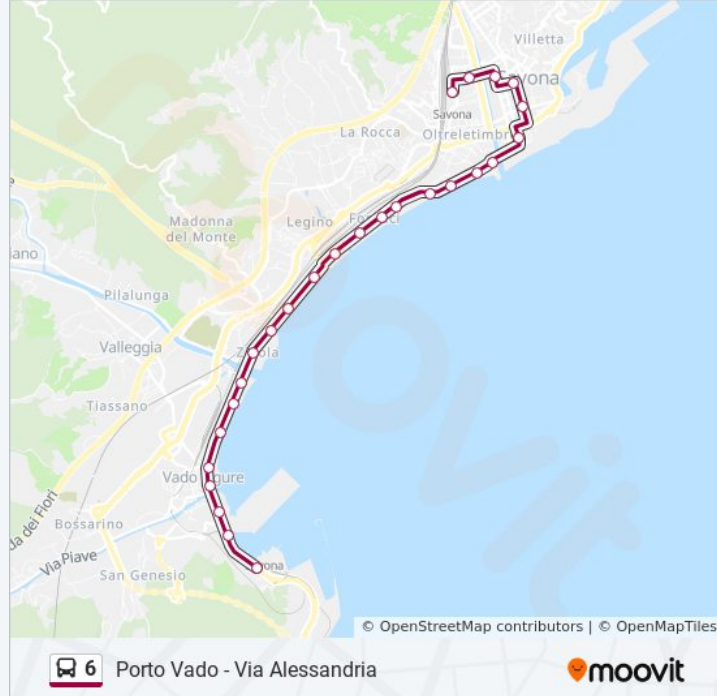 Villetta
Savona
Savona
La Rocca
Oltreletimbro
Madonna
del Monte
Legino
Fornaci
Pilalunga
Valleggia
Zinola
Tiassano
Vado Ligure
Bossarino
Via Piave
San Genesio
© OpenStreetMap contributors | © OpenMapTiles
6 Porto Vado - Via Alessandria
moovit